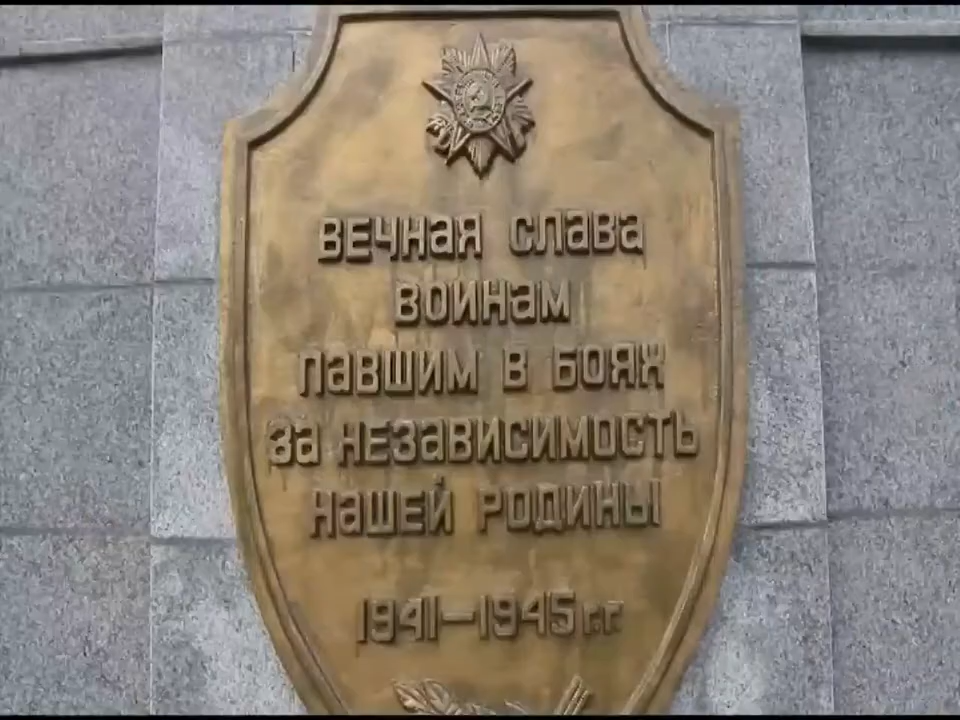 Вечная слава
воинам
павшим в боях
за независимость
нашей Родины
1941–1945 г.г.